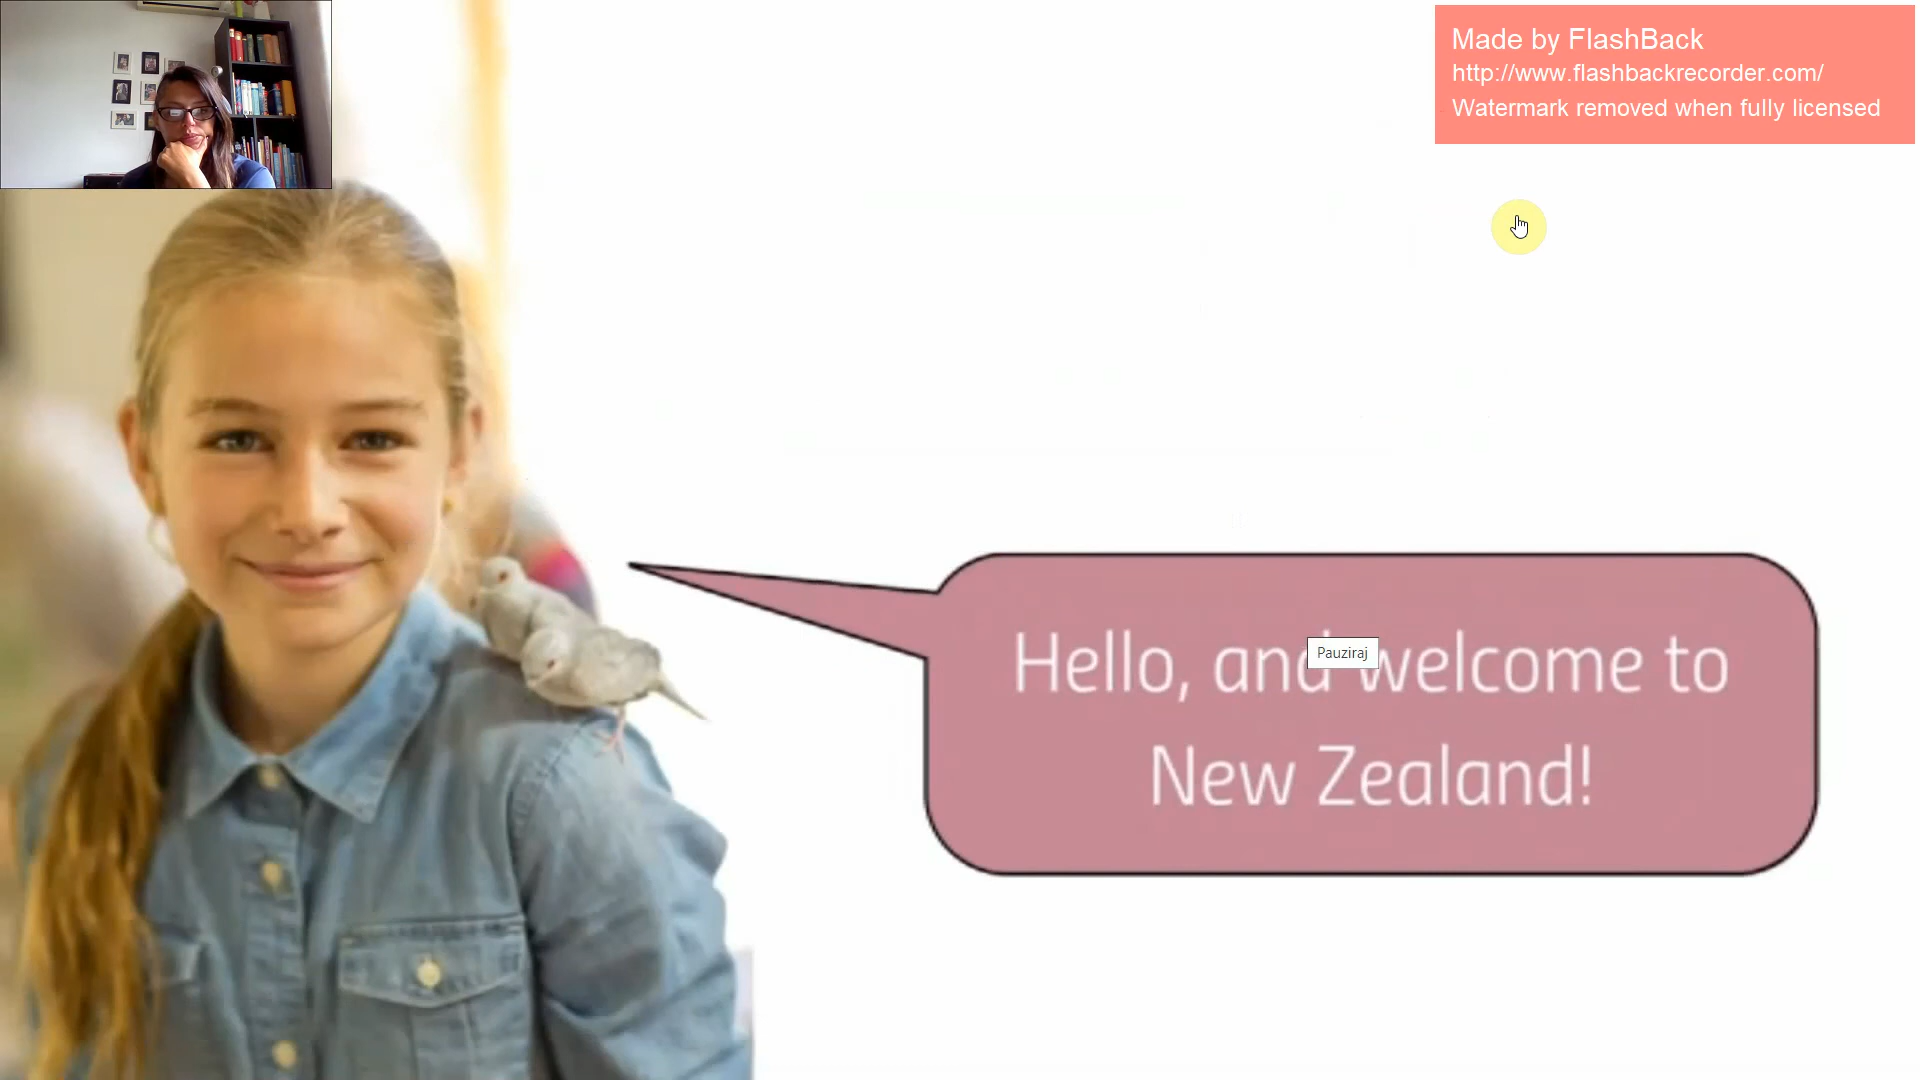 Made by FlashBack
http://www.flashbackrecorder.com/
Watermark removed when fully licensed
Hello, and welcome to
Pauziraj
New Zealand!